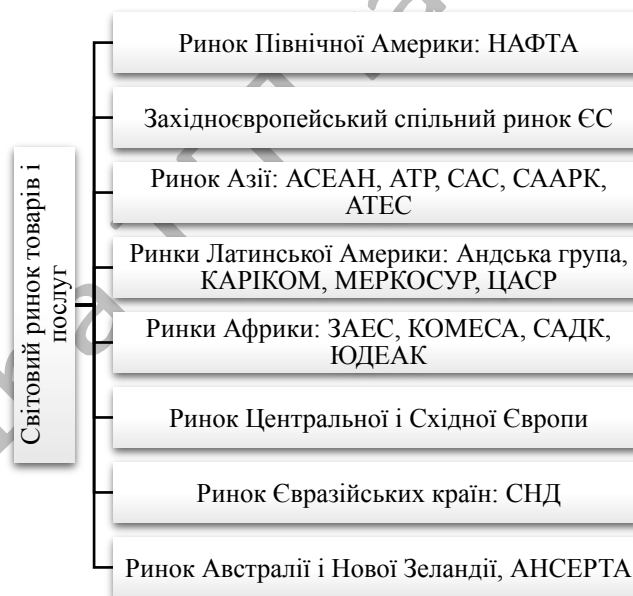 Світовий ринок товарів і
послуг
Ринок Північної Америки: НАФТА
Західноєвропейський спільний ринок ЄС
Ринок Азії: АСЕАН, АТР, САС, СААРК,
АТЕС
Ринки Латинської Америки: Андська група,
КАРІКОМ, МЕРКОСУР, ЦАСР
Ринки Африки: ЗАЕС, КОМЕСА, САДК,
ЮДЕАК
Ринок Центральної і Східної Європи
Ринок Євразійських країн: СНД
Ринок Австралії і Нової Зеландії, АНСЕРТА